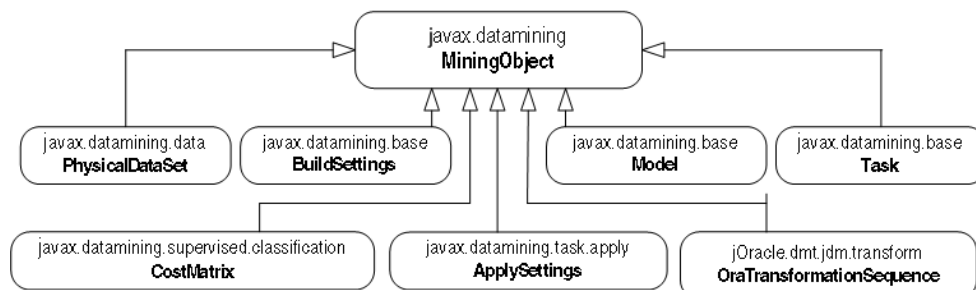 javax.datamining
MiningObject
javax.datamining.data
PhysicalDataSet
javax.datamining.base
BuildSettings
javax.datamining.base
Model
javax.datamining.base
Task
javax.datamining.supervised.classification
CostMatrix
javax.datamining.task.apply
ApplySettings
jOracle.dmt.jdm.transform
OraTransformationSequence